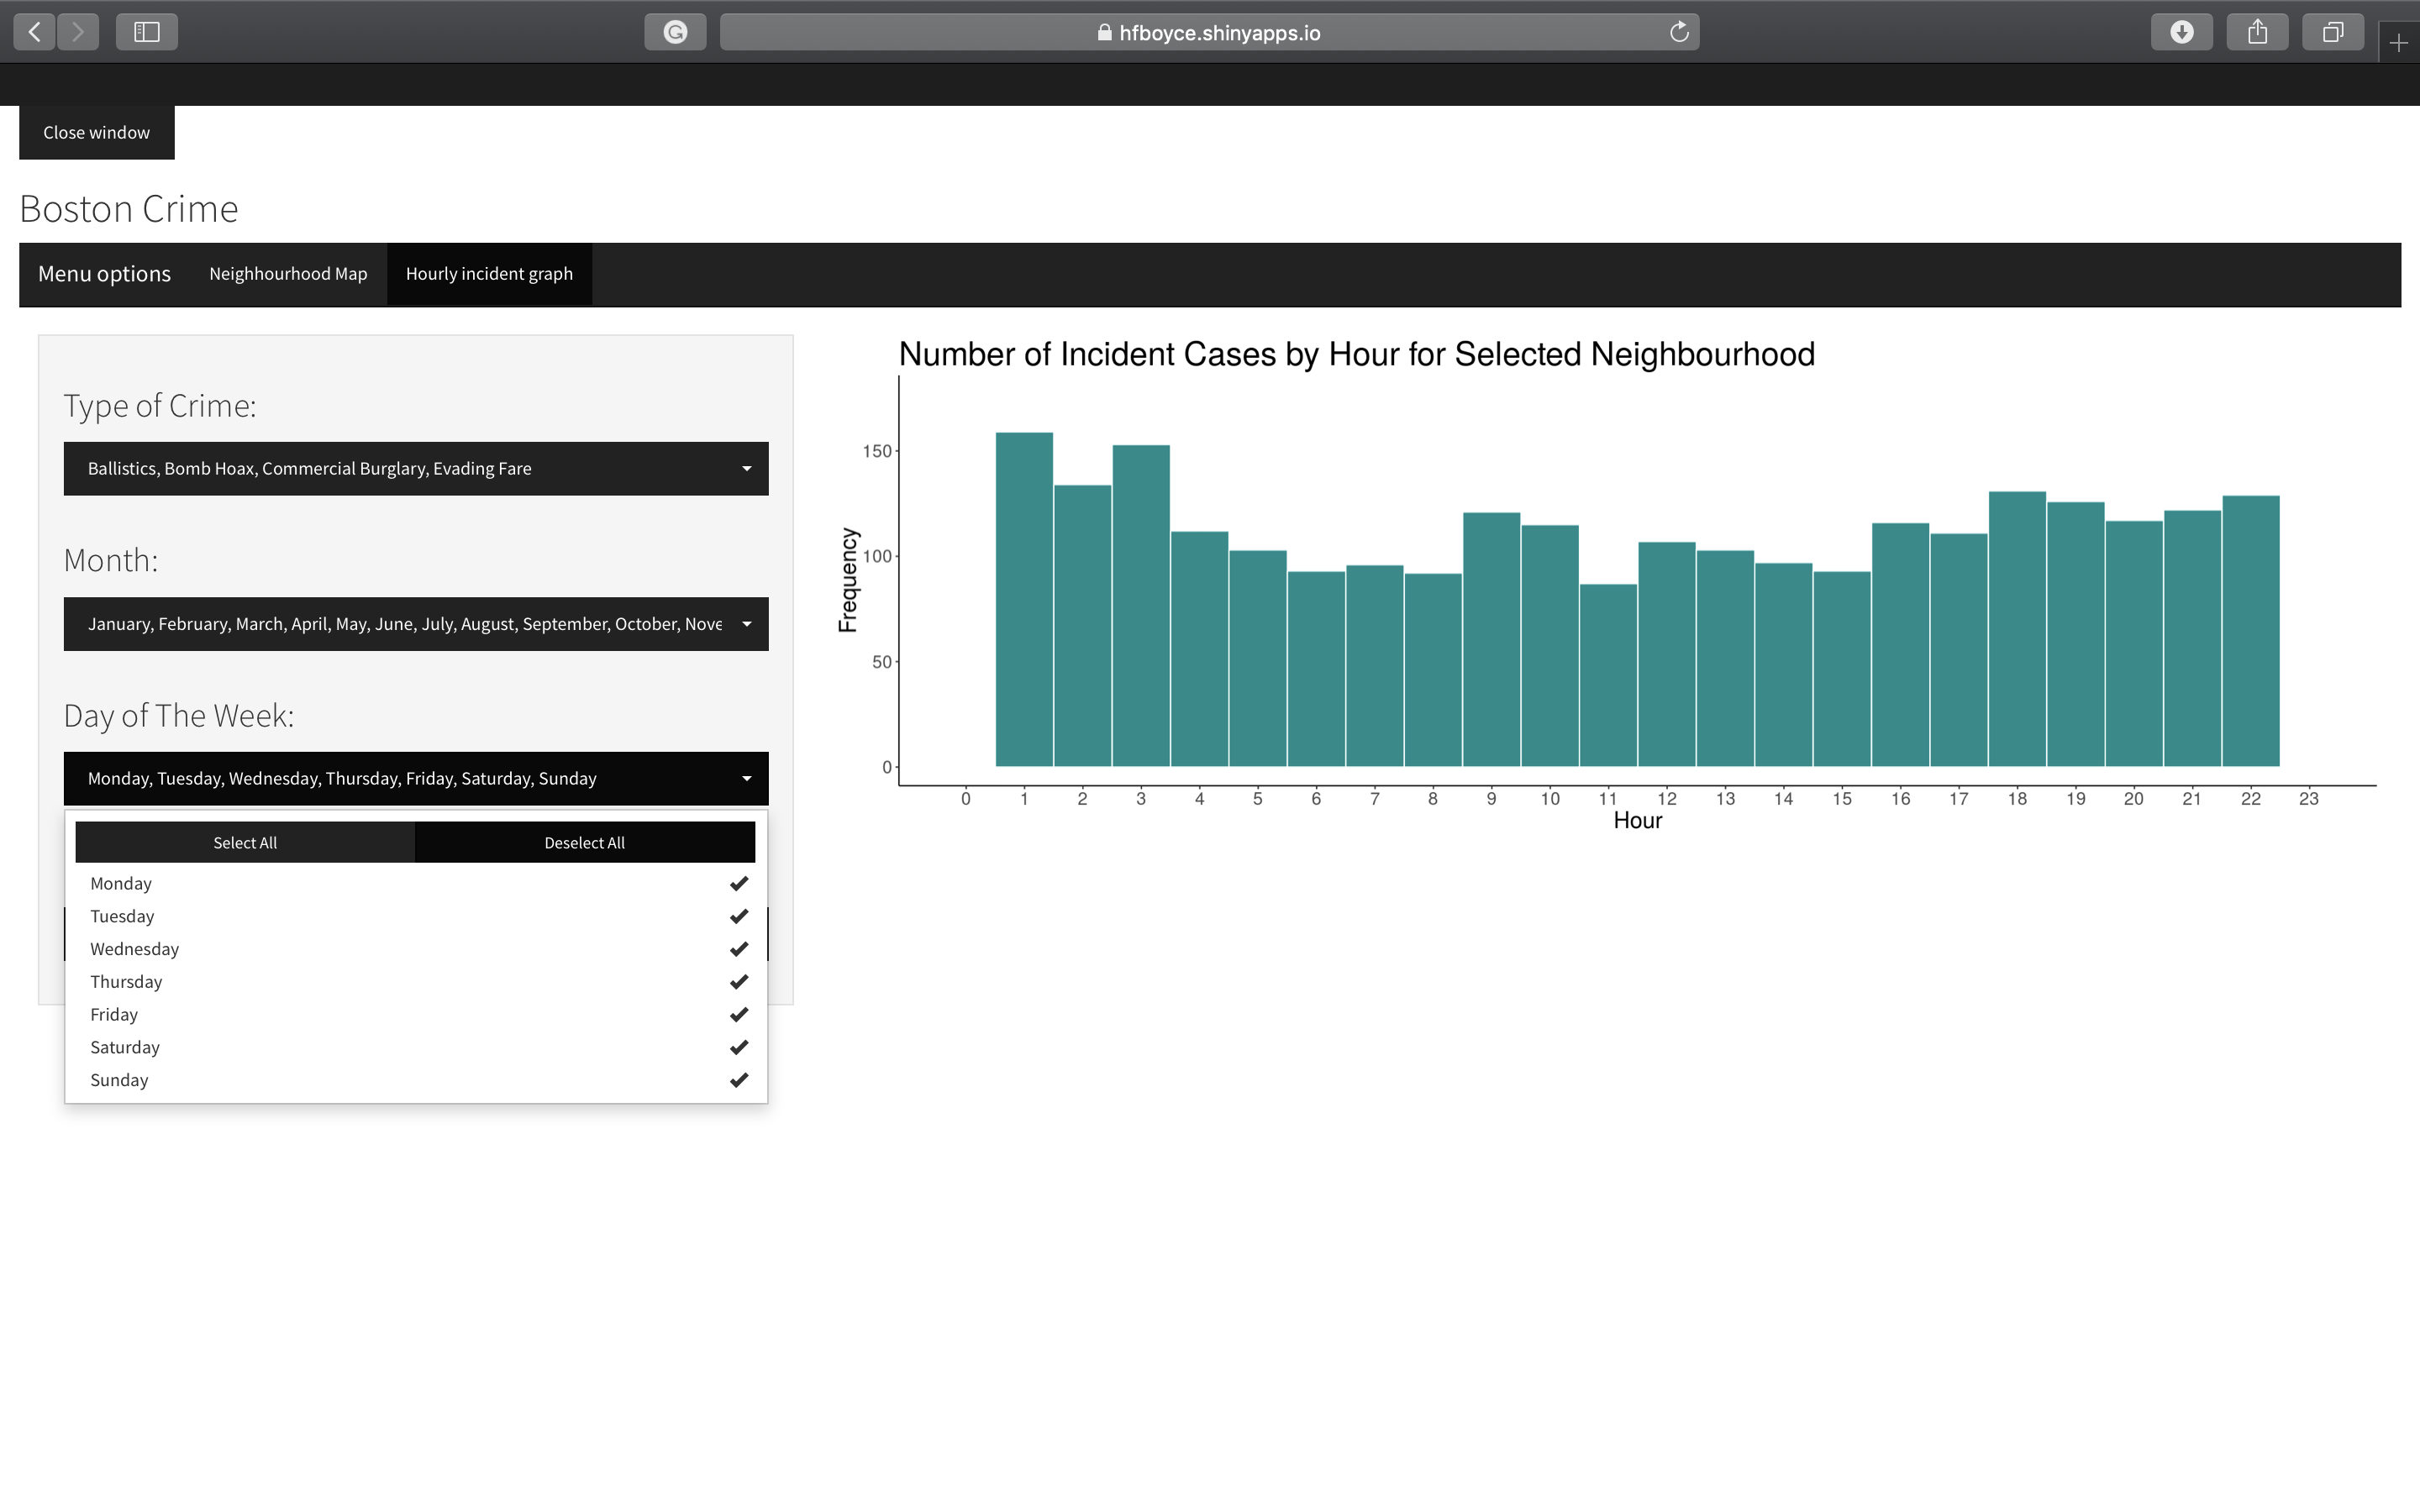 hfboyce.shinyapps.io
Close window
Boston Crime
Menu options Neighhourhood Map Hourly incident graph
Type of Crime:
Ballistics, Bomb Hoax, Commercial Burglary, Evading Fare
Month:
January, February, March, April, May, June, July, August, September, October, Nove
Day of The Week:
Monday, Tuesday, Wednesday, Thursday, Friday, Saturday, Sunday
Select All Deselect All
Monday
Tuesday
Wednesday
Thursday
Friday
Saturday
Sunday
Number of Incident Cases by Hour for Selected Neighbourhood
Frequency
150
100
50
0
0 1 2 3 4 5 6 7 8 9 10 11 12 13 14 15 16 17 18 19 20 21 22 23
Hour